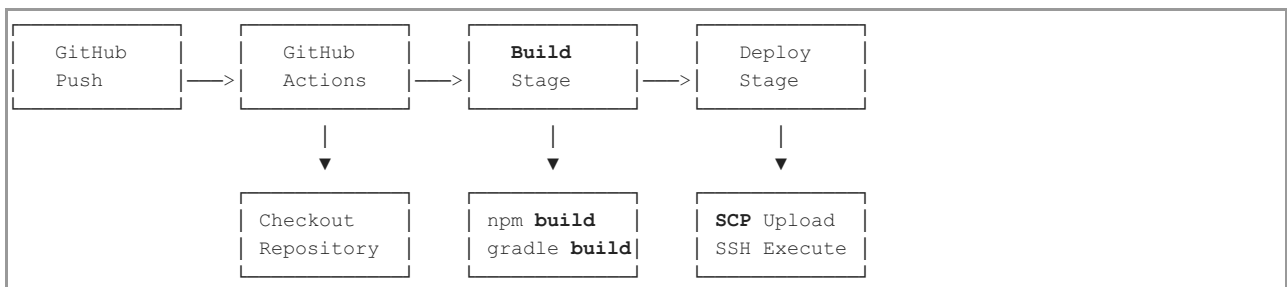 GitHub GitHub Build Deploy
Push ───> Actions ───> Stage ───> Stage
Checkout npm build SCP Upload
Repository gradle build SSH Execute